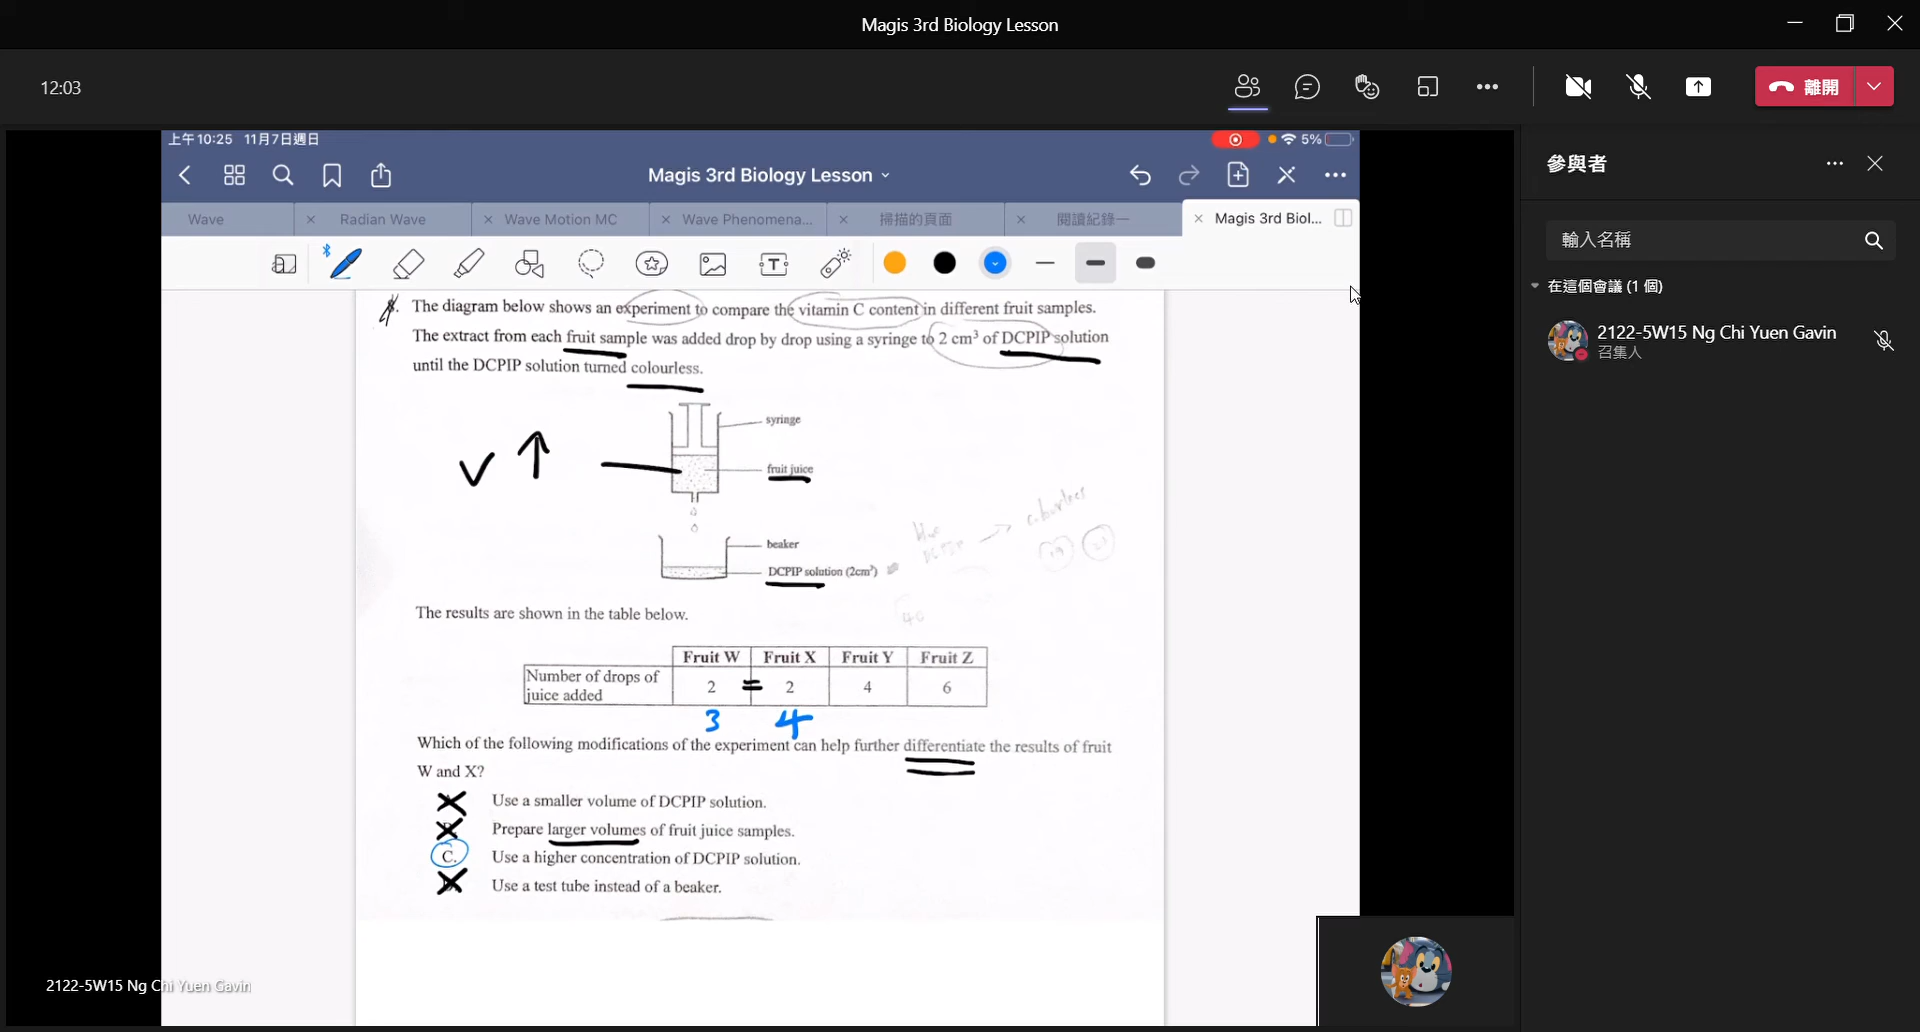 Magis 3rd Biology Lesson
12:03
離開
上午10:25 11月7日週日
5%
Magis 3rd Biology Lesson
Wave
Radian Wave
Wave Motion MC
Wave Phenomena...
掃描的頁面
閱讀紀錄一
Magis 3rd Biol...
The diagram below shows an experiment to compare the vitamin C content in different fruit samples.
The extract from each fruit sample was added drop by drop using a syringe to 2 cm³ of DCPIP solution
until the DCPIP solution turned colourless.
syringe
V ↑
fruit juice
blue → colourless
DCPIP
19 21
beaker
DCPIP solution (2cm³)
40
The results are shown in the table below.
Fruit W Fruit X Fruit Y Fruit Z
Number of drops of
juice added
2 = 2 4 6
3 4
Which of the following modifications of the experiment can help further differentiate the results of fruit
W and X?
Use a smaller volume of DCPIP solution.
Prepare larger volumes of fruit juice samples.
C. Use a higher concentration of DCPIP solution.
Use a test tube instead of a beaker.
2122-5W15 Ng Chi Yuen Gavin
參與者
輸入名稱
在這個會議 (1 個)
2122-5W15 Ng Chi Yuen Gavin
召集人